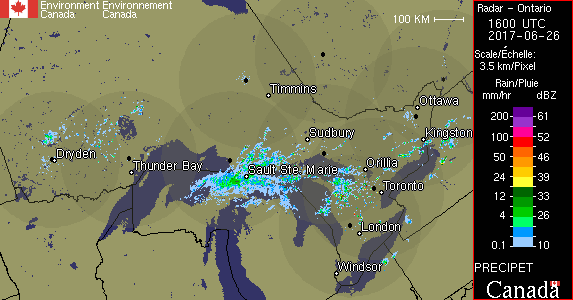 Environment Environnement
Canada Canada
100 KM
Timmins
Ottawa
Sudbury
Kingston
Dryden
Thunder Bay
Sault Ste. Marie
Orillia
Toronto
London
Windsor
Radar - Ontario
1600 UTC
2017-06-26
Scale/Échelle:
3.5 km/Pixel
Rain/Pluie
mm/hr dBZ
200 61
100 52
50 46
24 39
12 33
4 26
0.1 10
PRECIPET
Canada